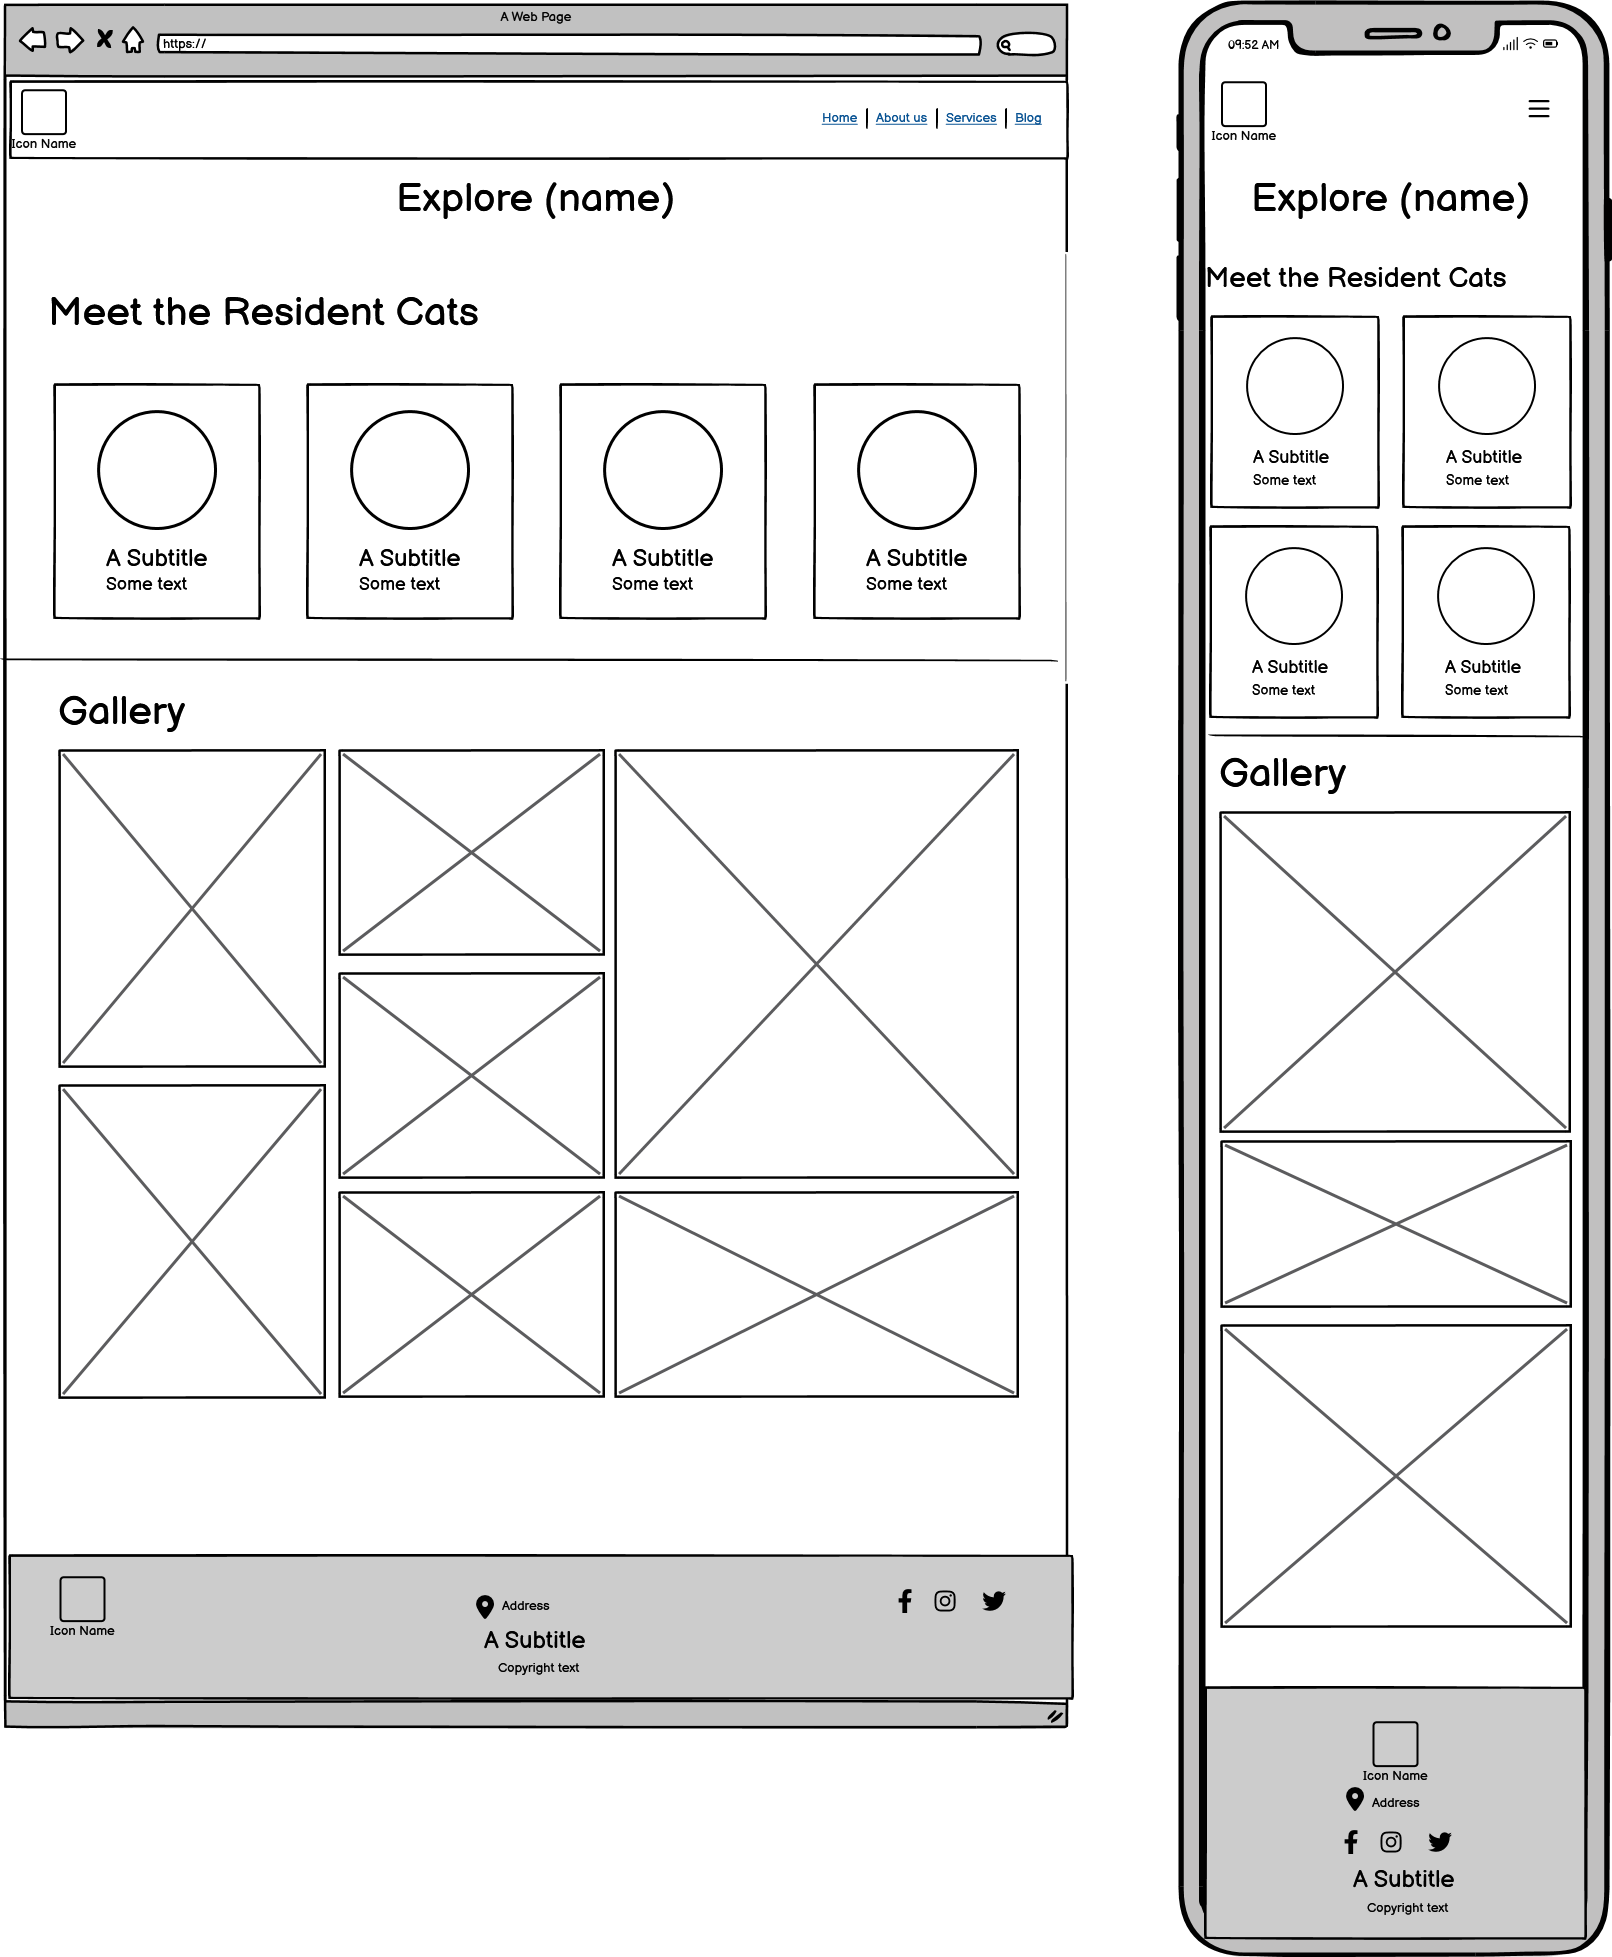 A Web Page
https://
Icon Name
Home About us Services Blog
Explore (name)
Meet the Resident Cats
A Subtitle
Some text
A Subtitle
Some text
A Subtitle
Some text
A Subtitle
Some text
Gallery
Icon Name
Address
A Subtitle
Copyright text
09:52 AM
Icon Name
Explore (name)
Meet the Resident Cats
A Subtitle
Some text
A Subtitle
Some text
A Subtitle
Some text
A Subtitle
Some text
Gallery
Icon Name
Address
A Subtitle
Copyright text